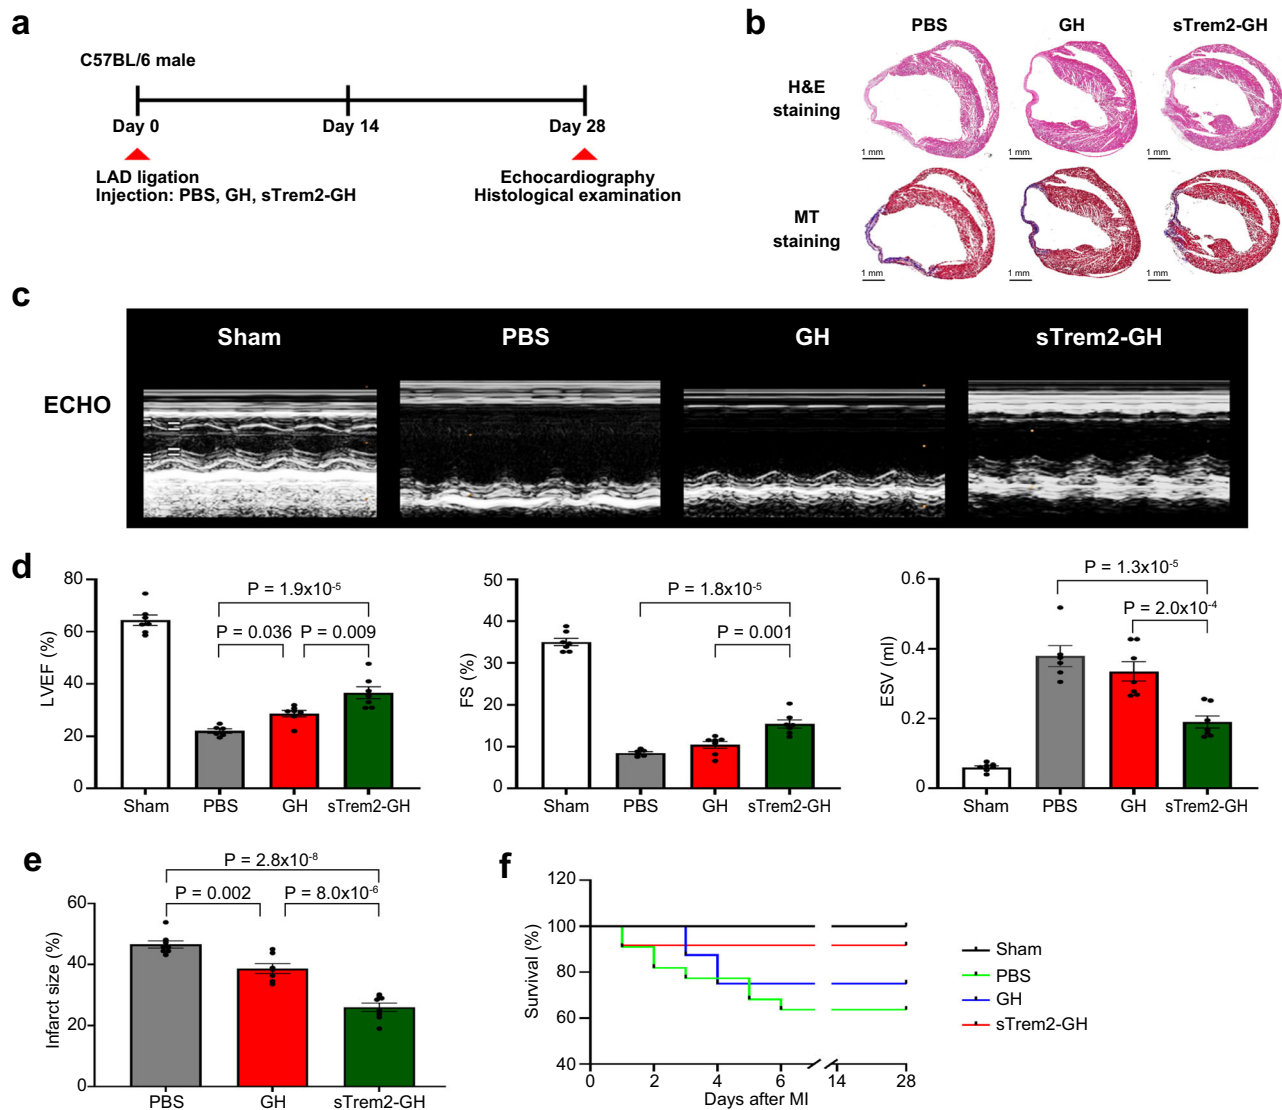 a
C57BL/6 male
Day 0
Day 14
Day 28
LAD ligation
Injection: PBS, GH, sTrem2-GH
Echocardiography
Histological examination
b
PBS
GH
sTrem2-GH
H&E
staining
1 mm
1 mm
1 mm
MT
staining
1 mm
1 mm
1 mm
c
Sham
PBS
GH
sTrem2-GH
ECHO
d
LVEF (%)
80
60
40
20
0
P = 1.9x10-5
P = 0.036
P = 0.009
Sham
PBS
GH
sTrem2-GH
FS (%)
50
40
30
20
10
0
P = 1.8x10-5
P = 0.001
Sham
PBS
GH
sTrem2-GH
ESV (ml)
0.6
0.4
0.2
0
P = 1.3x10-5
P = 2.0x10-4
Sham
PBS
GH
sTrem2-GH
e
Infarct size (%)
60
40
20
0
P = 2.8x10-8
P = 0.002
P = 8.0x10-6
PBS
GH
sTrem2-GH
f
Survival (%)
120
100
80
60
40
0
2
4
6
14
28
Days after MI
Sham
PBS
GH
sTrem2-GH